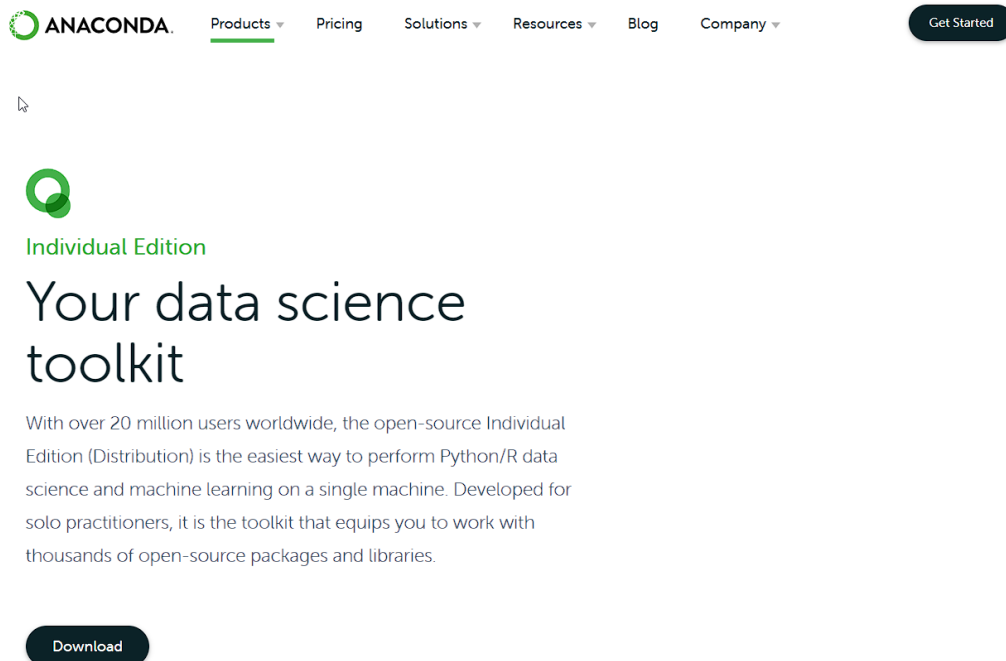 ANACONDA.
Products
Pricing
Solutions
Resources
Blog
Company
Get Started
Individual Edition
Your data science
toolkit
With over 20 million users worldwide, the open-source Individual
Edition (Distribution) is the easiest way to perform Python/R data
science and machine learning on a single machine. Developed for
solo practitioners, it is the toolkit that equips you to work with
thousands of open-source packages and libraries.
Download